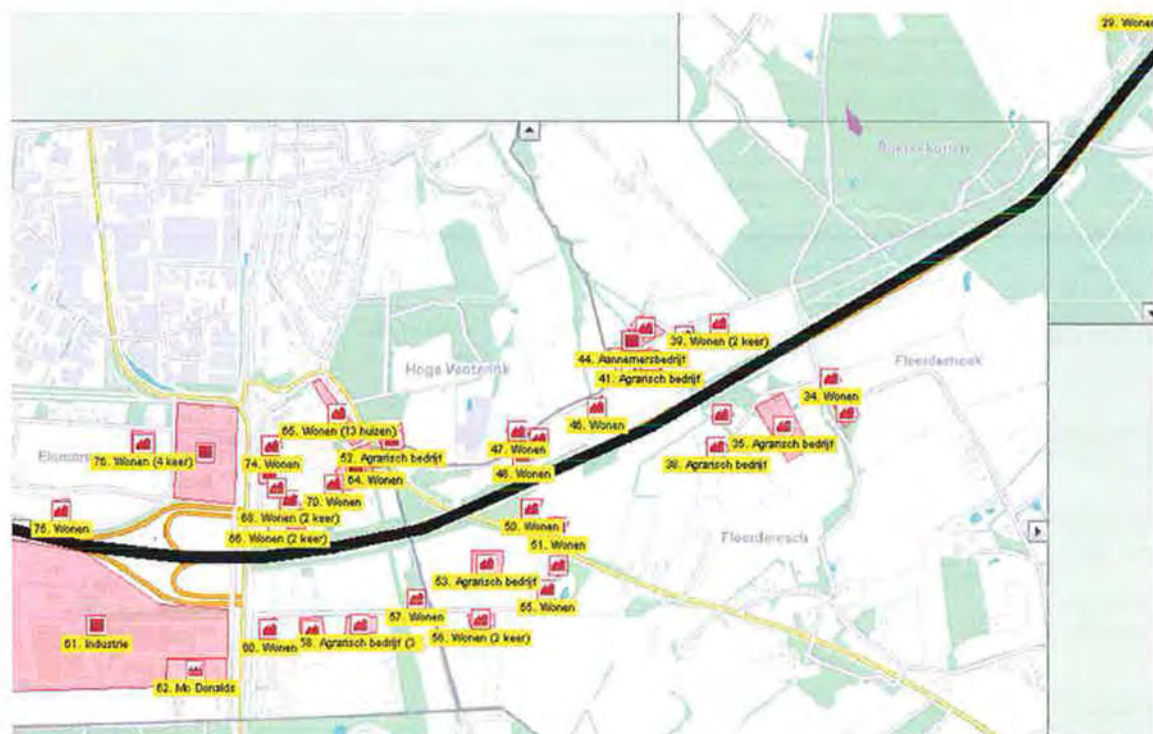 29. Wonen
39. Wonen (2 keer)
44. Aannemersbedrijf
41. Agrarisch bedrijf
Fleerderhoek
Hoge Venterink
34. Wonen
46. Wonen
65. Wonen (13 huizen)
47. Wonen
35. Agrarisch bedrijf
52. Agrarisch bedrijf
38. Agrarisch bedrijf
76. Wonen (4 keer)
74. Wonen
64. Wonen
48. Wonen
70. Wonen
75. Wonen
68. Wonen (2 keer)
50. Wonen
66. Wonen (2 keer)
51. Wonen
Fleerderesch
53. Agrarisch bedrijf
55. Wonen
57. Wonen
56. Wonen (2 keer)
61. Industrie
60. Wonen
58. Agrarisch bedrijf (3
62. Mc Donalds